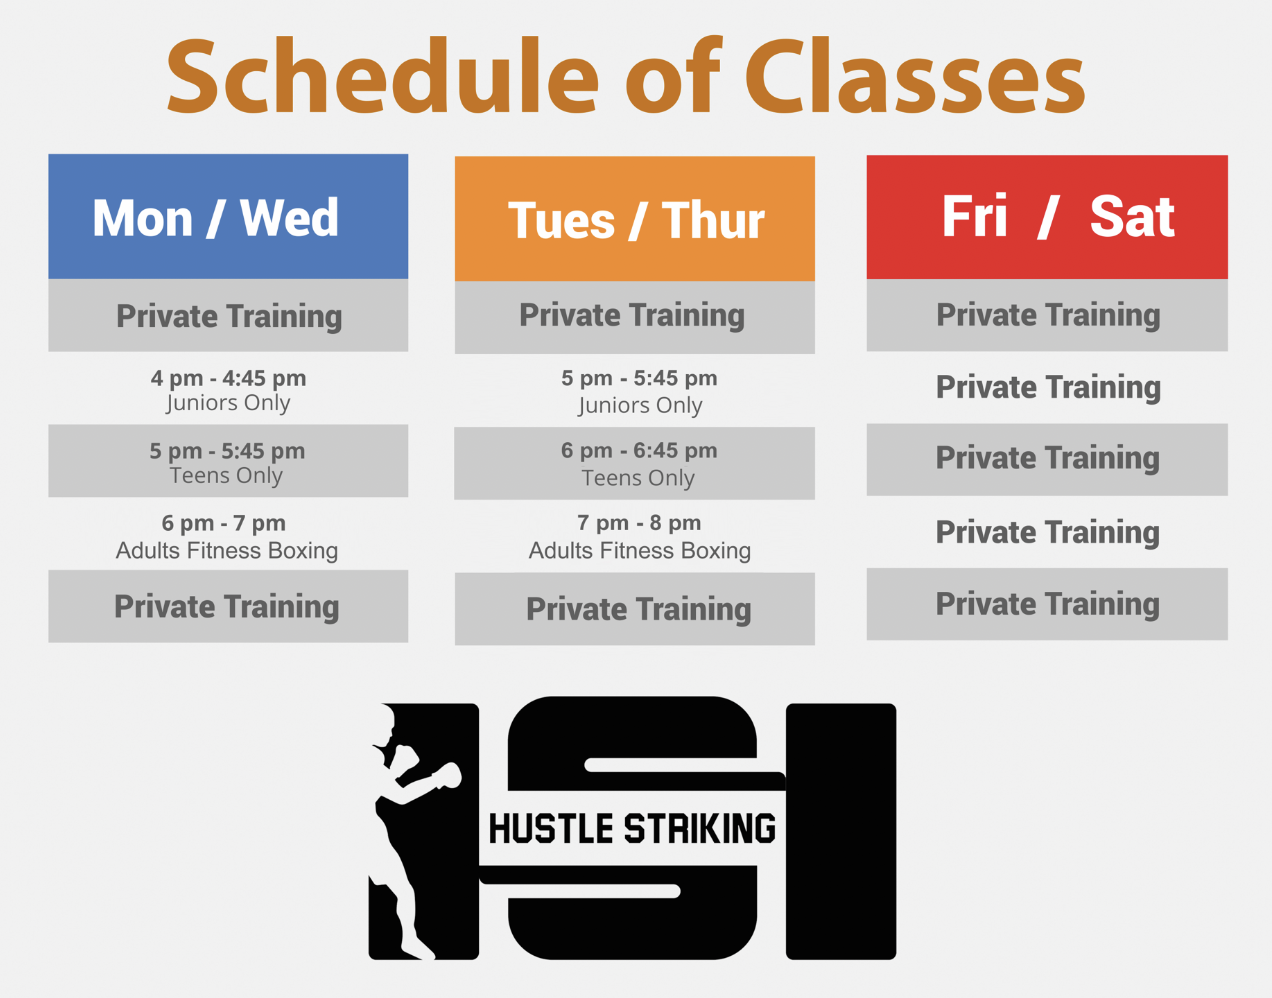 Schedule of Classes
Mon / Wed
Private Training
4 pm - 4:45 pm
Juniors Only
5 pm - 5:45 pm
Teens Only
6 pm - 7 pm
Adults Fitness Boxing
Private Training
Tues / Thur
Private Training
5 pm - 5:45 pm
Juniors Only
6 pm - 6:45 pm
Teens Only
7 pm - 8 pm
Adults Fitness Boxing
Private Training
Fri / Sat
Private Training
Private Training
Private Training
Private Training
Private Training
ISI
HUSTLE STRIKING